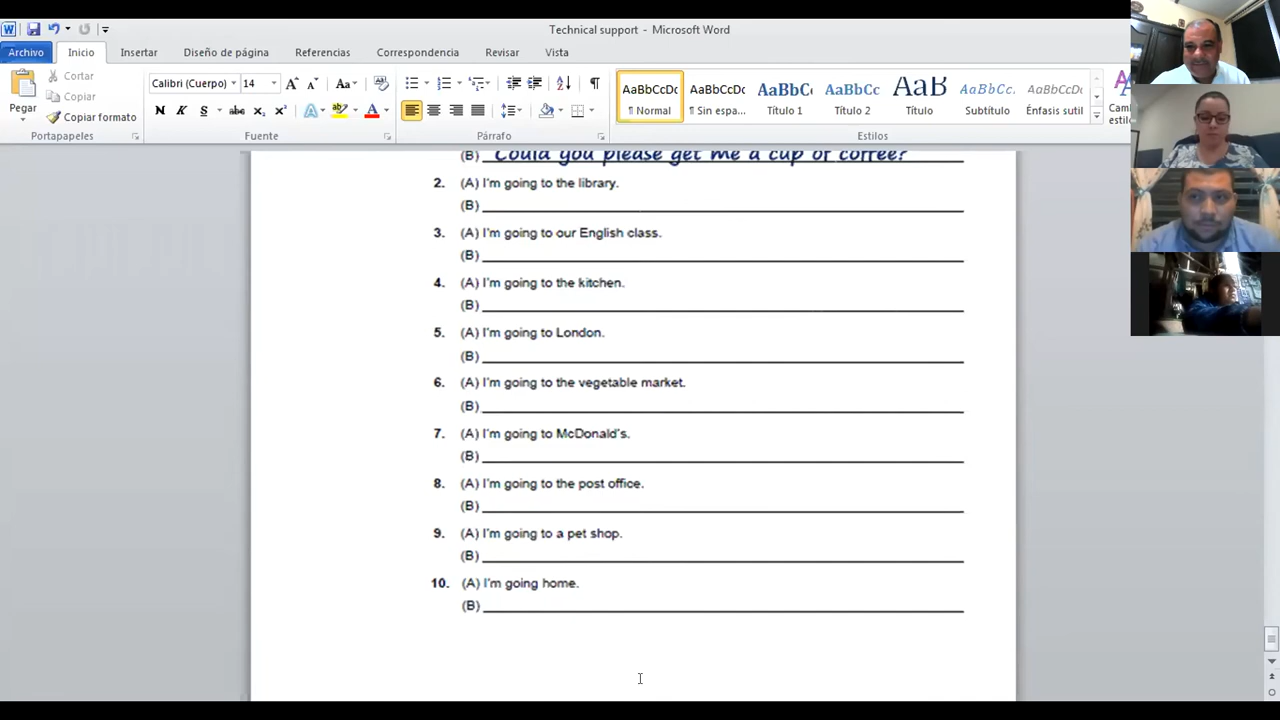 Technical support - Microsoft Word
Archivo Inicio Insertar Diseño de página Referencias Correspondencia Revisar Vista
Cortar
Copiar
Copiar formato
Pegar
Calibri (Cuerpo) 14
N K S abc x₂ x²
AaBbCcDc AaBbCcDc AaBbC AaBbCc AaB AaBbCc. AaBbCcDc
¶ Normal ¶ Sin espa... Título 1 Título 2 Título Subtítulo Énfasis sutil
Portapapeles Fuente Párrafo Estilos
(B) Could you please get me a cup of coffee?
2. (A) I'm going to the library.
(B)
3. (A) I'm going to our English class.
(B)
4. (A) I'm going to the kitchen.
(B)
5. (A) I'm going to London.
(B)
6. (A) I'm going to the vegetable market.
(B)
7. (A) I'm going to McDonald's.
(B)
8. (A) I'm going to the post office.
(B)
9. (A) I'm going to a pet shop.
(B)
10. (A) I'm going home.
(B)